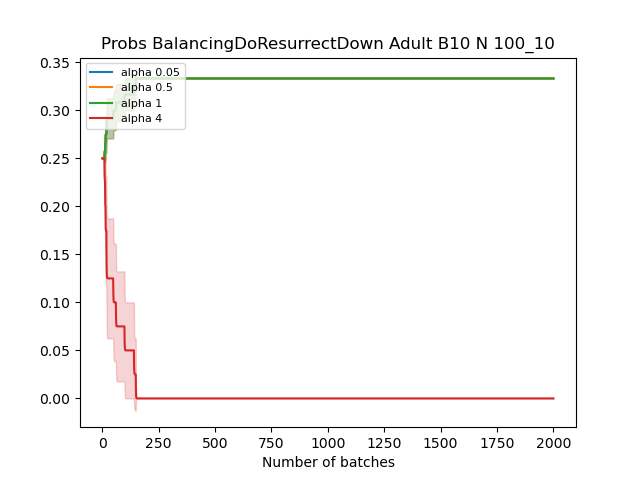 Probs BalancingDoResurrectDown Adult B10 N 100_10
0.35
0.30
0.25
0.20
0.15
0.10
0.05
0.00
alpha 0.05
alpha 0.5
alpha 1
alpha 4
0 250 500 750 1000 1250 1500 1750 2000
Number of batches